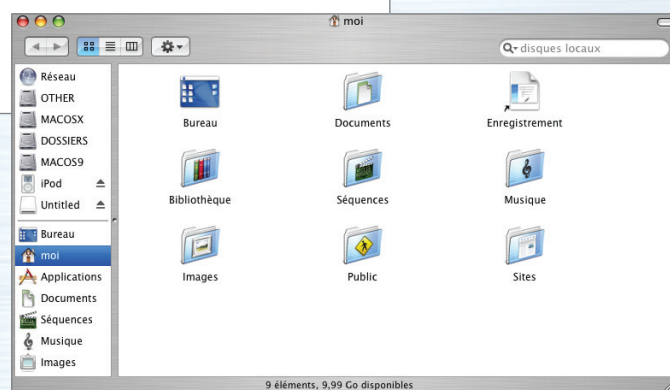 moi
disques locaux
Réseau
OTHER
MACOSX
DOSSIERS
MACOS9
iPod
Untitled
Bureau
moi
Applications
Documents
Séquences
Musique
Images
Bureau Documents Enregistrement
Bibliothèque Séquences Musique
Images Public Sites
9 éléments, 9,99 Go disponibles